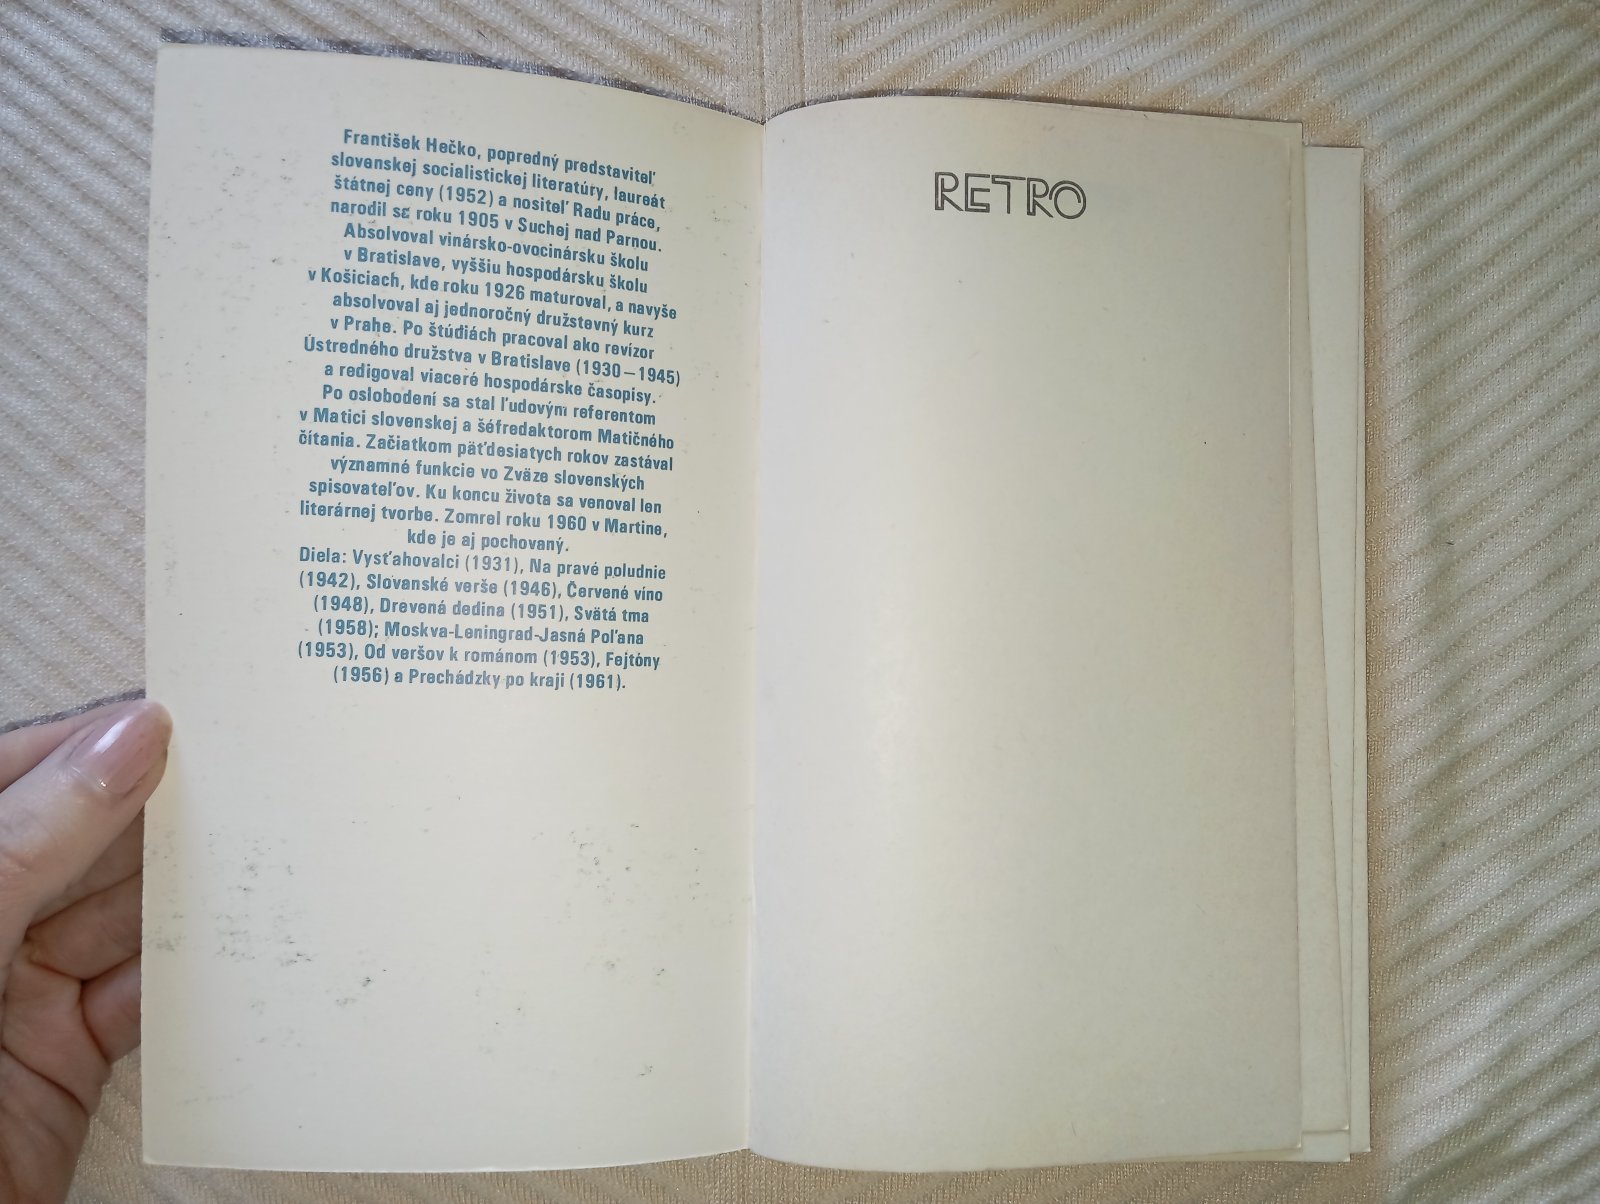 František Hečko, popredný predstaviteľ
slovenskej socialistickej literatúry, laureát
štátnej ceny (1952) a nositeľ Radu práce,
narodil sa roku 1905 v Suchej nad Parnou.
Absolvoval vinársko-ovocinársku školu
v Bratislave, vyššiu hospodársku školu
v Košiciach, kde roku 1926 maturoval, a navyše
absolvoval aj jednoročný družstevný kurz
v Prahe. Po štúdiách pracoval ako revízor
Ústredného družstva v Bratislave (1930–1945)
a redigoval viaceré hospodárske časopisy.
Po oslobodení sa stal ľudovým referentom
v Matici slovenskej a šéfredaktorom Matičného
čítania. Začiatkom päťdesiatych rokov zastával
významné funkcie vo Zväze slovenských
spisovateľov. Ku koncu života sa venoval len
literárnej tvorbe. Zomrel roku 1960 v Martine,
kde je aj pochovaný.
Diela: Vysťahovalci (1931), Na pravé poludnie
(1942), Slovanské verše (1946), Červené víno
(1948), Drevená dedina (1951), Svätá tma
(1958); Moskva-Leningrad-Jasná Poľana
(1953), Od veršov k románom (1953), Fejtóny
(1956) a Prechádzky po kraji (1961).
RETRO